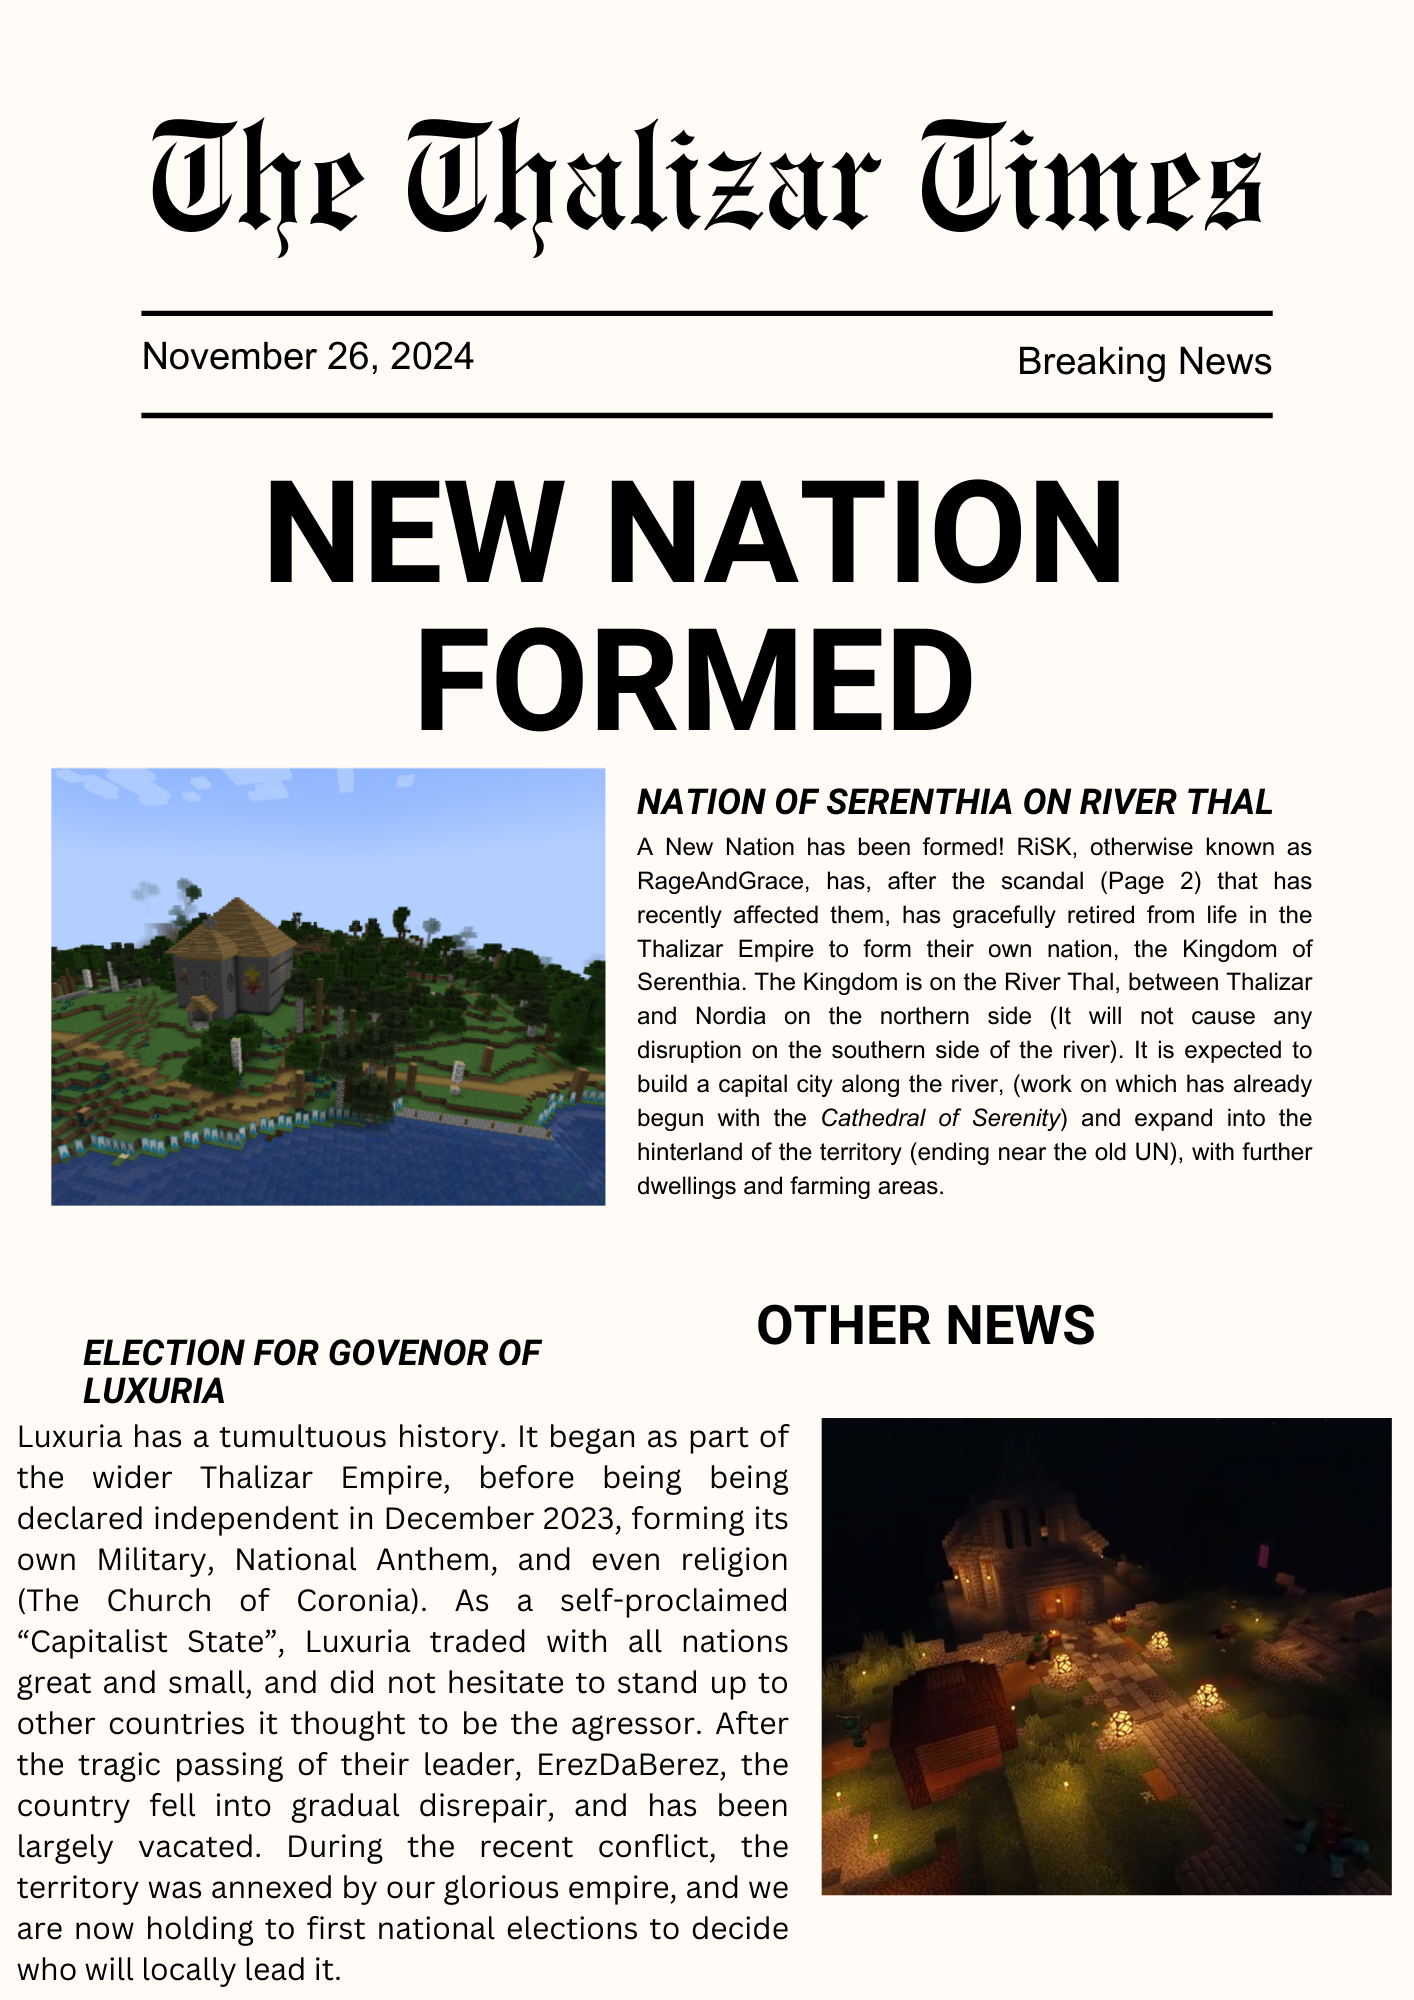 The Thalizar Times
November 26, 2024
Breaking News
NEW NATION
FORMED
NATION OF SERENTHIA ON RIVER THAL
A New Nation has been formed! RiSK, otherwise known as
RageAndGrace, has, after the scandal (Page 2) that has
recently affected them, has gracefully retired from life in the
Thalizar Empire to form their own nation, the Kingdom of
Serenthia. The Kingdom is on the River Thal, between Thalizar
and Nordia on the northern side (It will not cause any
disruption on the southern side of the river). It is expected to
build a capital city along the river, (work on which has already
begun with the Cathedral of Serenity) and expand into the
hinterland of the territory (ending near the old UN), with further
dwellings and farming areas.
OTHER NEWS
ELECTION FOR GOVENOR OF
LUXURIA
Luxuria has a tumultuous history. It began as part of
the wider Thalizar Empire, before being being
declared independent in December 2023, forming its
own Military, National Anthem, and even religion
(The Church of Coronia). As a self-proclaimed
“Capitalist State”, Luxuria traded with all nations
great and small, and did not hesitate to stand up to
other countries it thought to be the agressor. After
the tragic passing of their leader, ErezDaBerez, the
country fell into gradual disrepair, and has been
largely vacated. During the recent conflict, the
territory was annexed by our glorious empire, and we
are now holding to first national elections to decide
who will locally lead it.